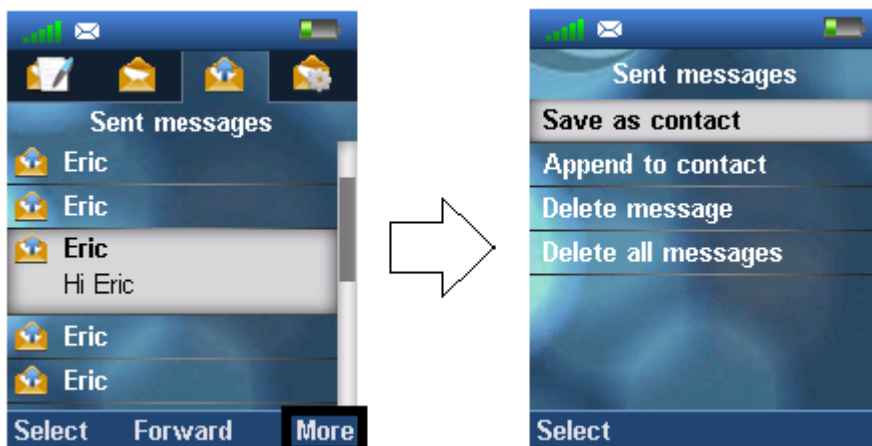 Sent messages
Eric
Eric
Eric
Hi Eric
Eric
Eric
Select Forward More
Sent messages
Save as contact
Append to contact
Delete message
Delete all messages
Select